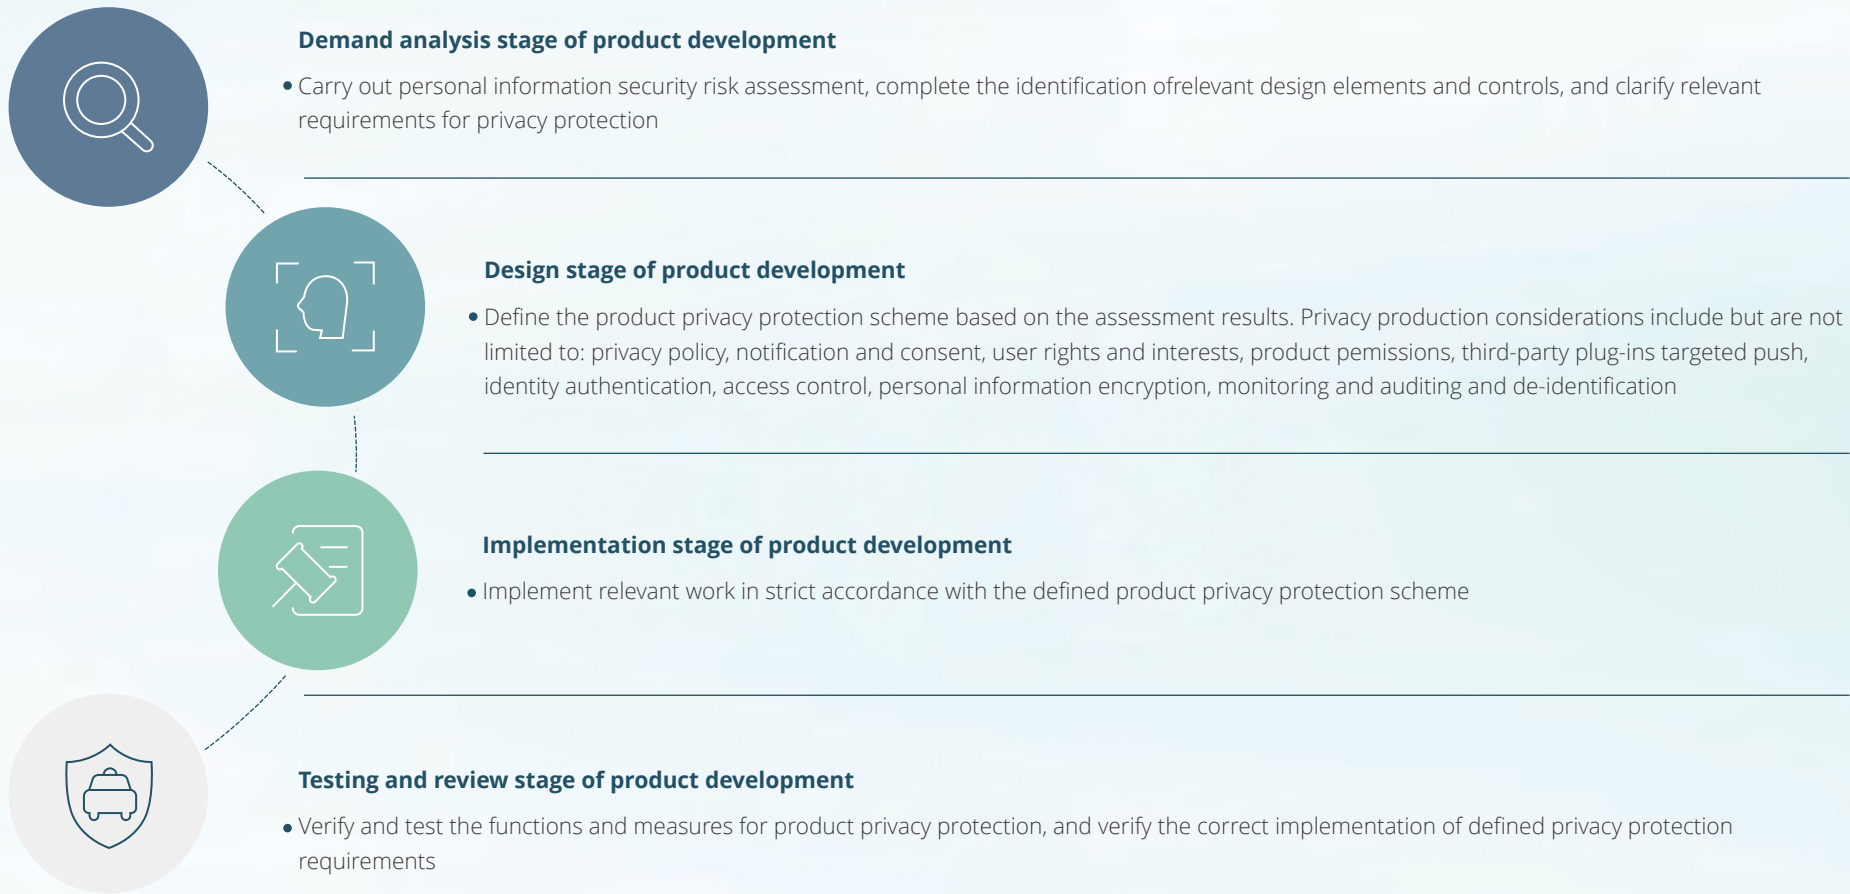 Demand analysis stage of product development
• Carry out personal information security risk assessment, complete the identification ofrelevant design elements and controls, and clarify relevant
requirements for privacy protection
Design stage of product development
• Define the product privacy protection scheme based on the assessment results. Privacy production considerations include but are not
limited to: privacy policy, notification and consent, user rights and interests, product pemissions, third-party plug-ins targeted push,
identity authentication, access control, personal information encryption, monitoring and auditing and de-identification
Implementation stage of product development
• Implement relevant work in strict accordance with the defined product privacy protection scheme
Testing and review stage of product development
• Verify and test the functions and measures for product privacy protection, and verify the correct implementation of defined privacy protection
requirements